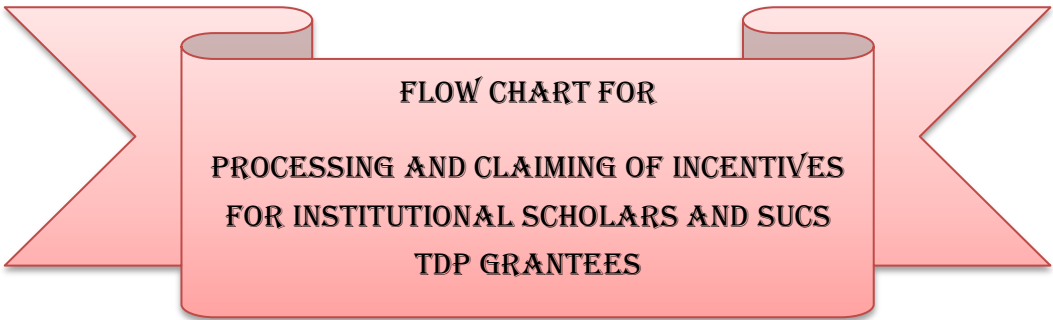 FLOW CHART FOR
PROCESSING AND CLAIMING OF INCENTIVES
FOR INSTITUTIONAL SCHOLARS AND SUCS
TDP GRANTEES